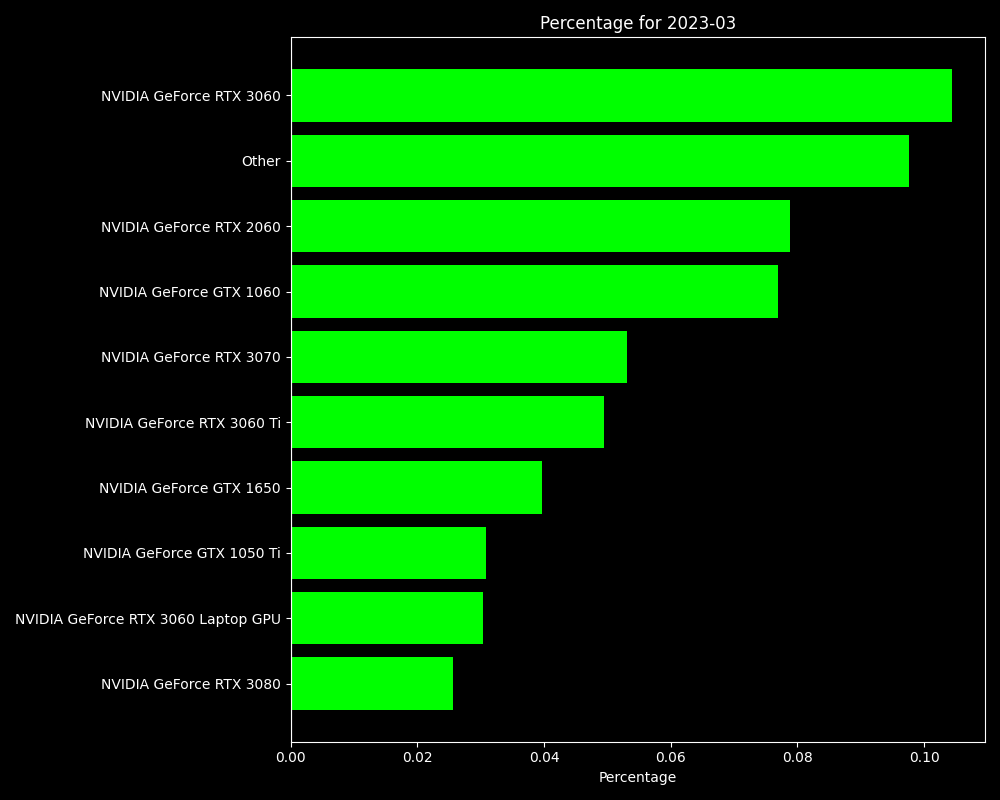 Percentage for 2023-03
NVIDIA GeForce RTX 3060
Other
NVIDIA GeForce RTX 2060
NVIDIA GeForce GTX 1060
NVIDIA GeForce RTX 3070
NVIDIA GeForce RTX 3060 Ti
NVIDIA GeForce GTX 1650
NVIDIA GeForce GTX 1050 Ti
NVIDIA GeForce RTX 3060 Laptop GPU
NVIDIA GeForce RTX 3080
0.00 0.02 0.04 0.06 0.08 0.10
Percentage